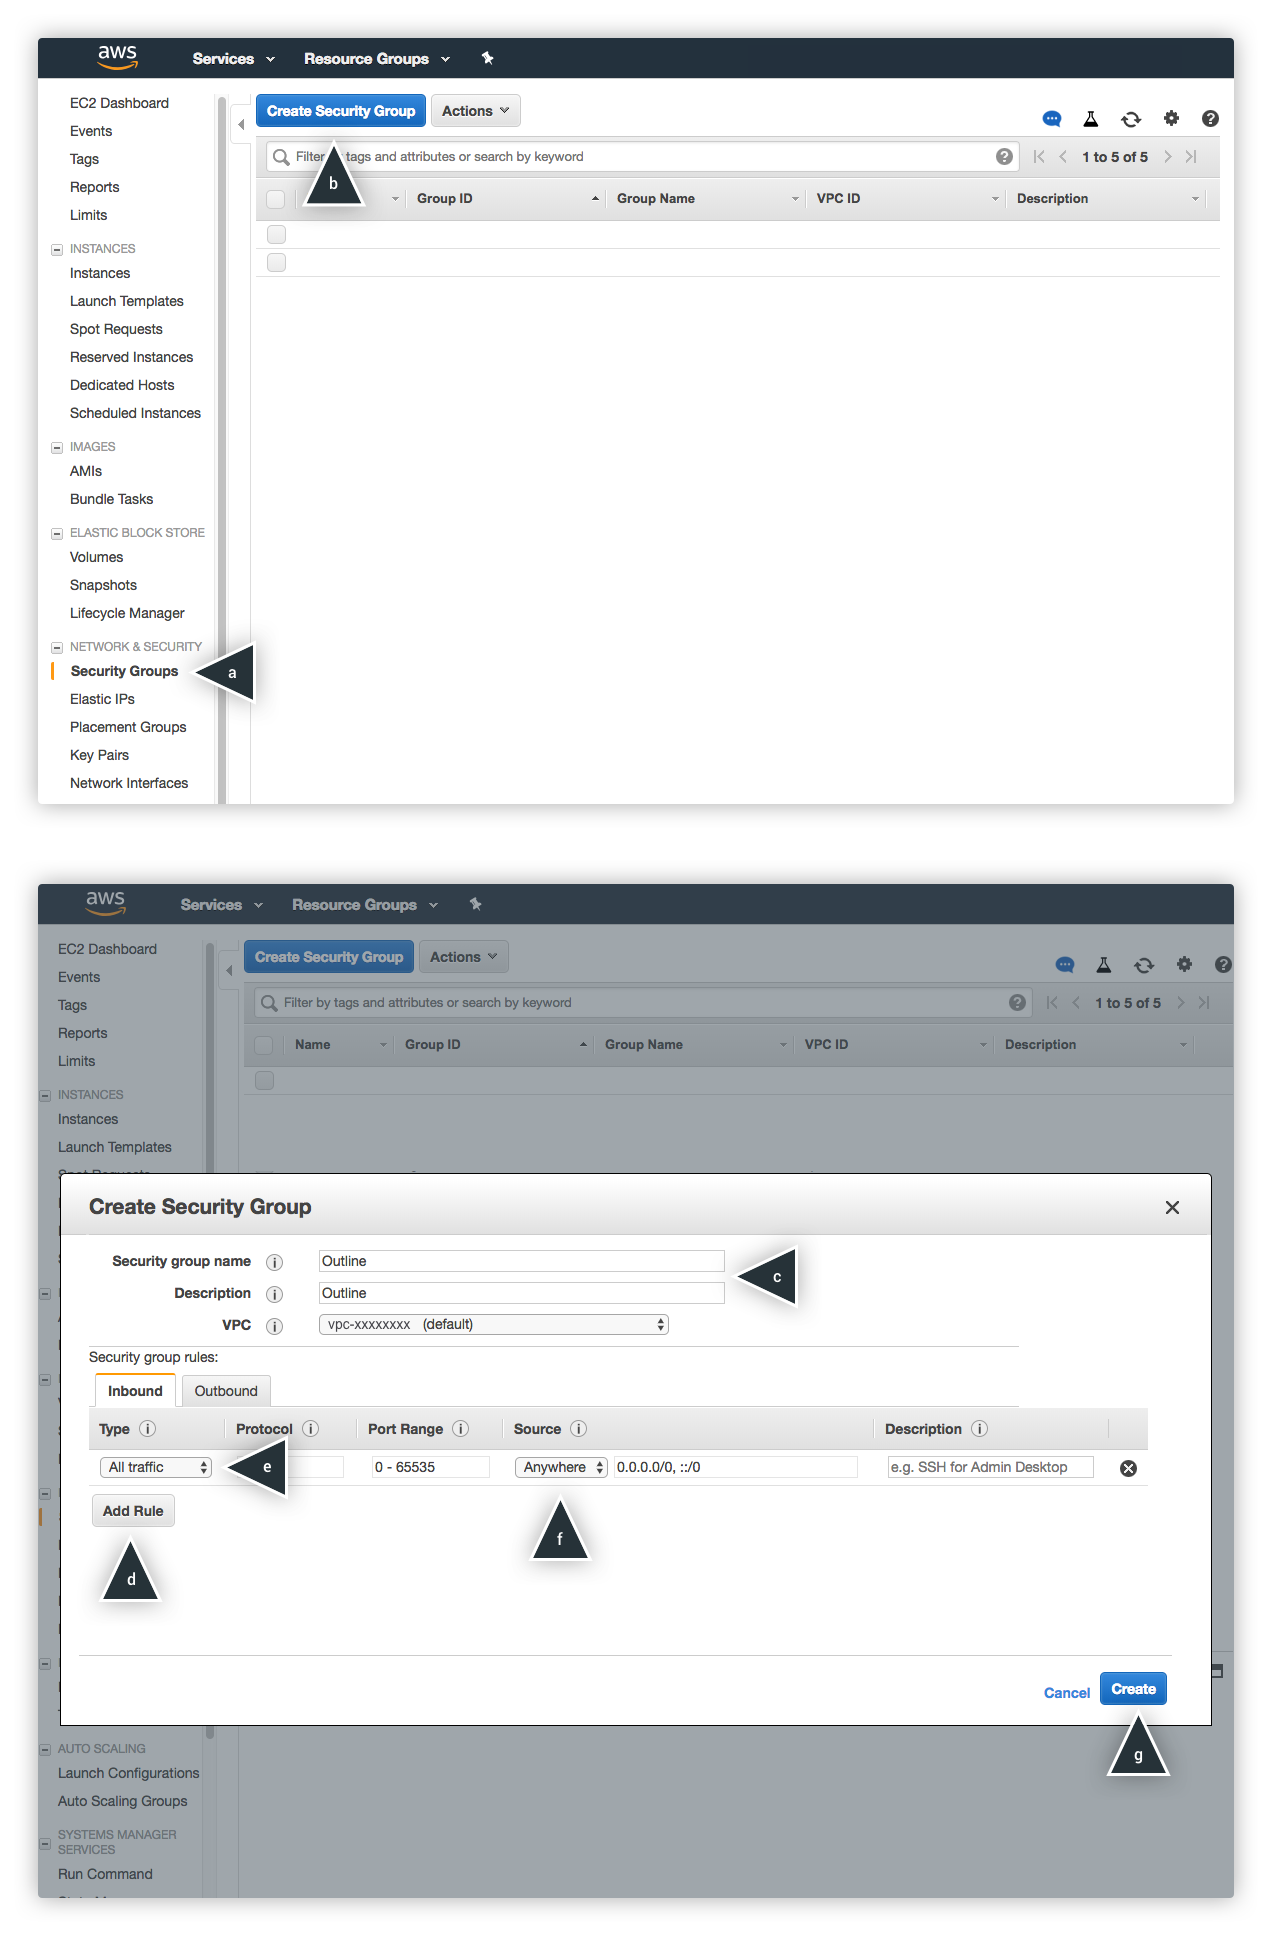 aws Services Resource Groups
EC2 Dashboard
Events
Tags
Reports
Limits
INSTANCES
Instances
Launch Templates
Spot Requests
Reserved Instances
Dedicated Hosts
Scheduled Instances
IMAGES
AMIs
Bundle Tasks
ELASTIC BLOCK STORE
Volumes
Snapshots
Lifecycle Manager
NETWORK & SECURITY
Security Groups
a
Elastic IPs
Placement Groups
Key Pairs
Network Interfaces
Create Security Group Actions
Filter tags and attributes or search by keyword 1 to 5 of 5
b
Group ID Group Name VPC ID Description
aws Services Resource Groups
EC2 Dashboard
Events
Tags
Reports
Limits
INSTANCES
Instances
Launch Templates
Create Security Group Actions
Filter by tags and attributes or search by keyword 1 to 5 of 5
Name Group ID Group Name VPC ID Description
Create Security Group
Security group name i Outline
c
Description i Outline
VPC i vpc-xxxxxxxx (default)
Security group rules:
Inbound Outbound
Type i Protocol i Port Range i Source i Description i
All traffic e 0 - 65535 Anywhere 0.0.0.0/0, ::/0 e.g. SSH for Admin Desktop
Add Rule
f
d
Cancel Create
g
AUTO SCALING
Launch Configurations
Auto Scaling Groups
SYSTEMS MANAGER
SERVICES
Run Command